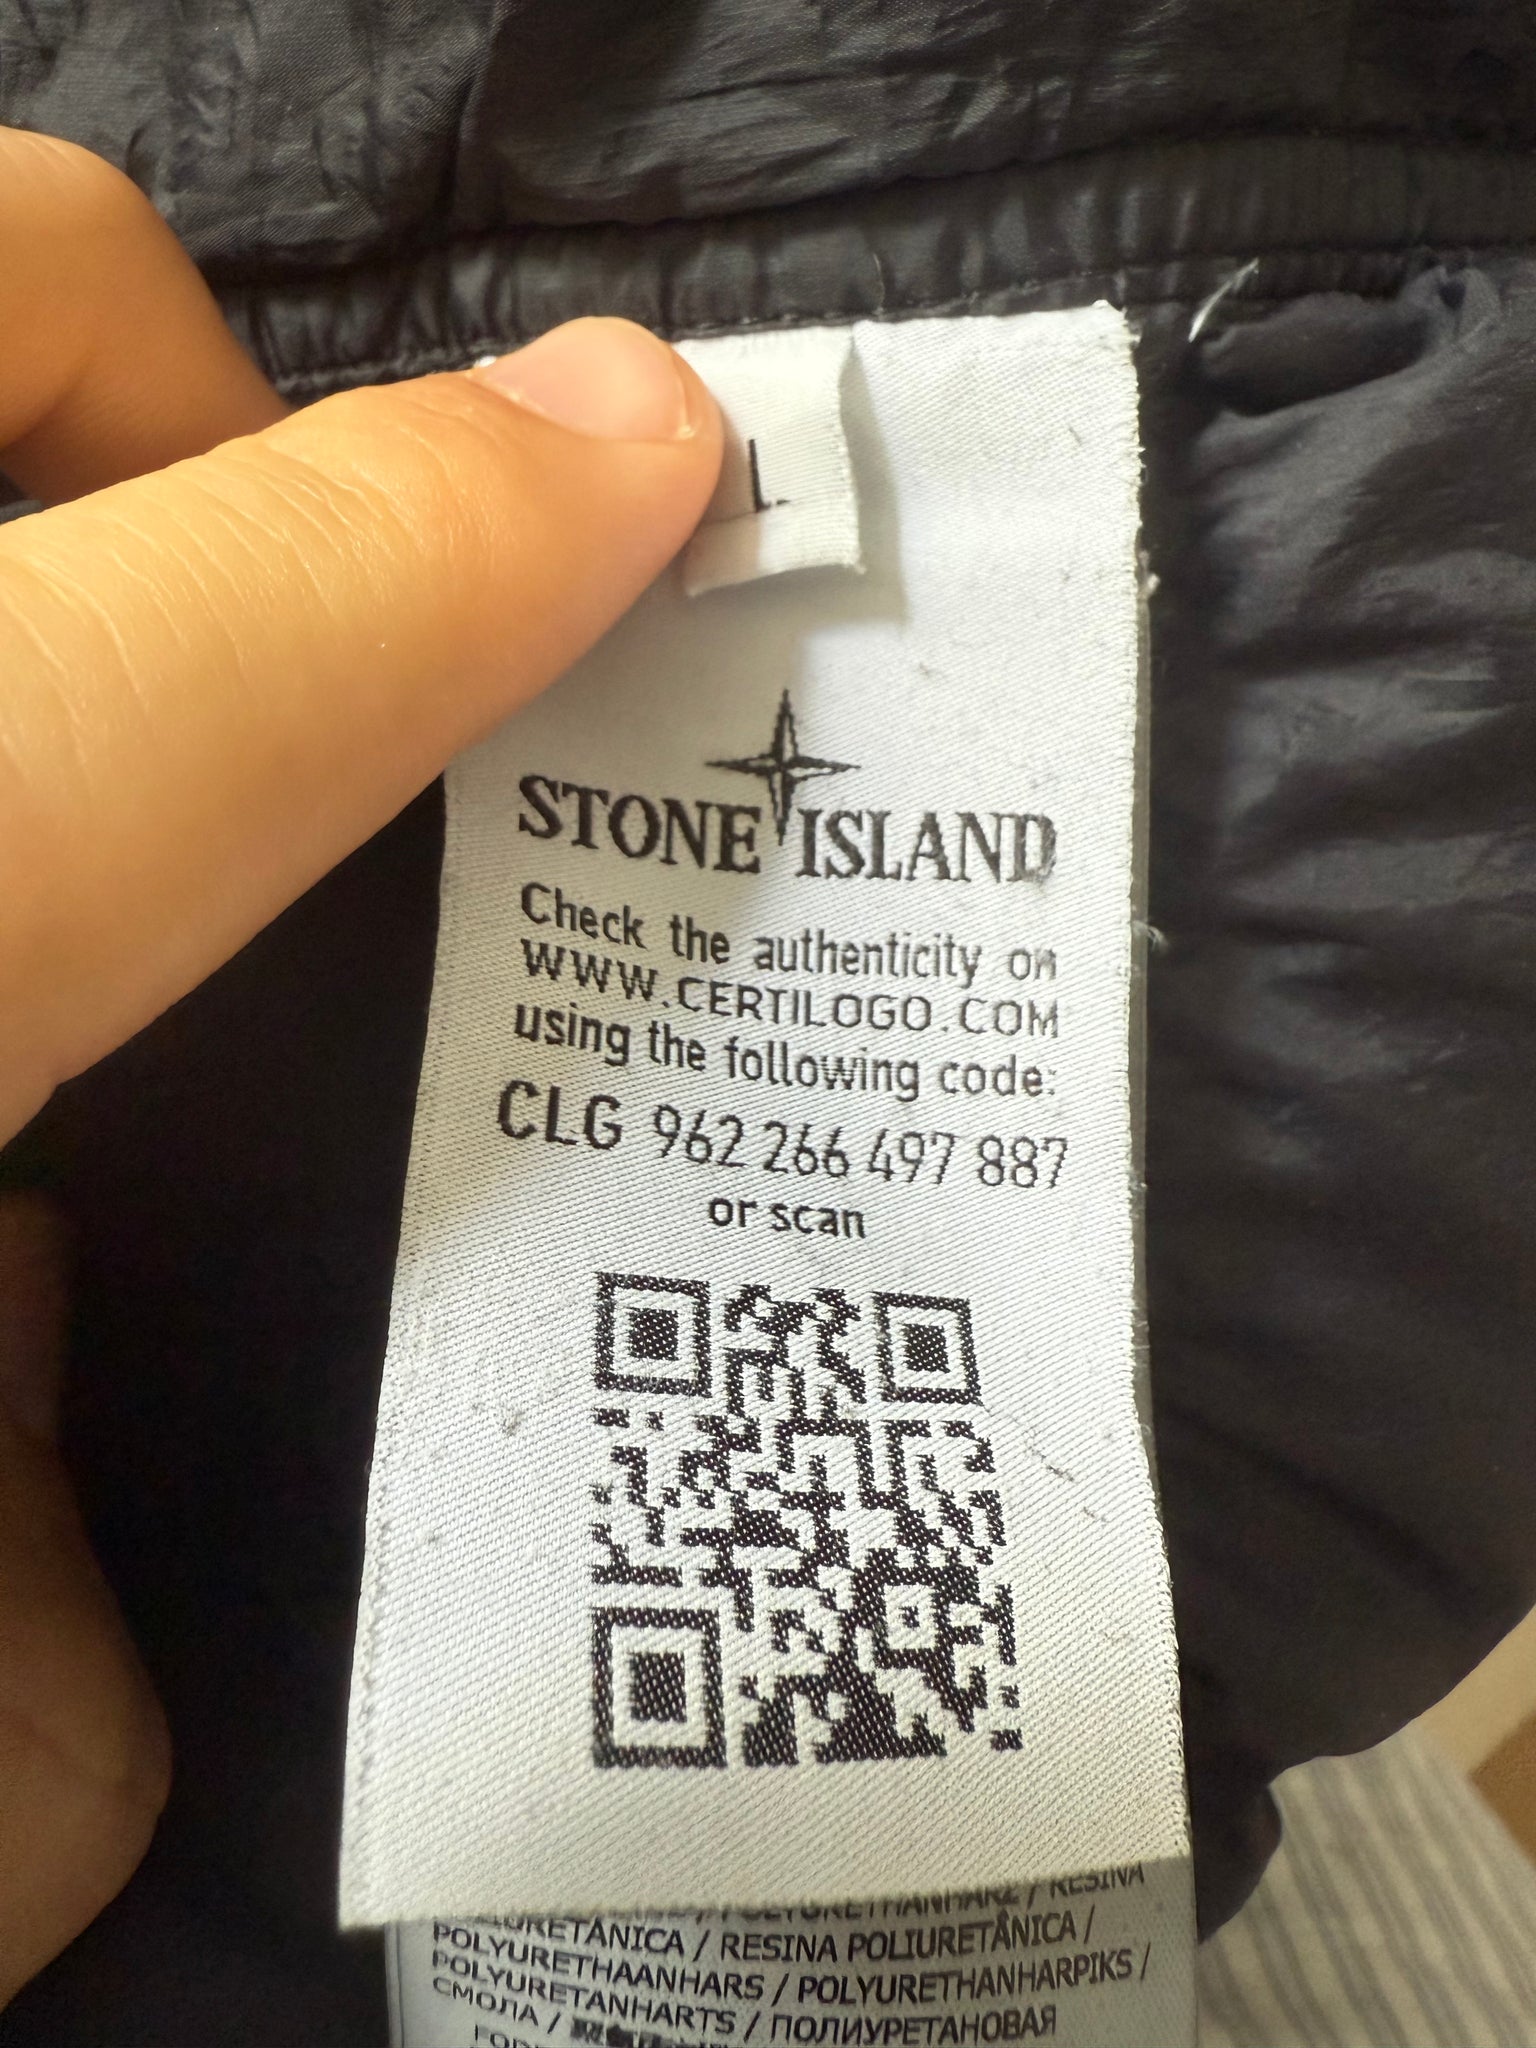 L
STONE ISLAND
Check the authenticity on
WWW.CERTILOGO.COM
using the following code:
CLG 962 266 497 887
or scan
/ RESINA
/ RESINA POLIURETÂNICA /
POLYURETHAANHARS / POLYURETHANHARPIKS /
POLYURETANHARTS / ПОЛИУРЕТАНОВАЯ
СМОЛА /